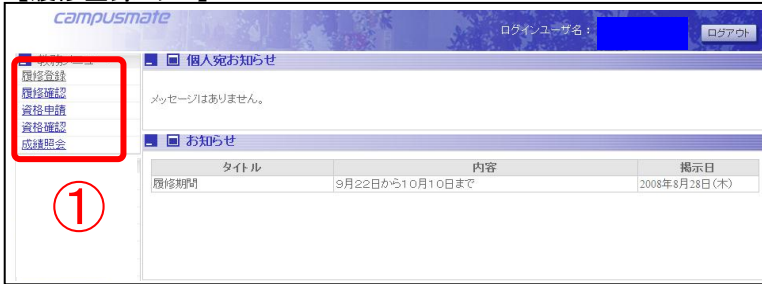 campusmate
ログインユーザ名：
ログアウト
履修登録
履修確認
資格申請
資格確認
成績照会
①
個人宛お知らせ
メッセージはありません。
お知らせ
タイトル 内容 掲示日
履修期間 9月22日から10月10日まで 2008年8月28日(木)